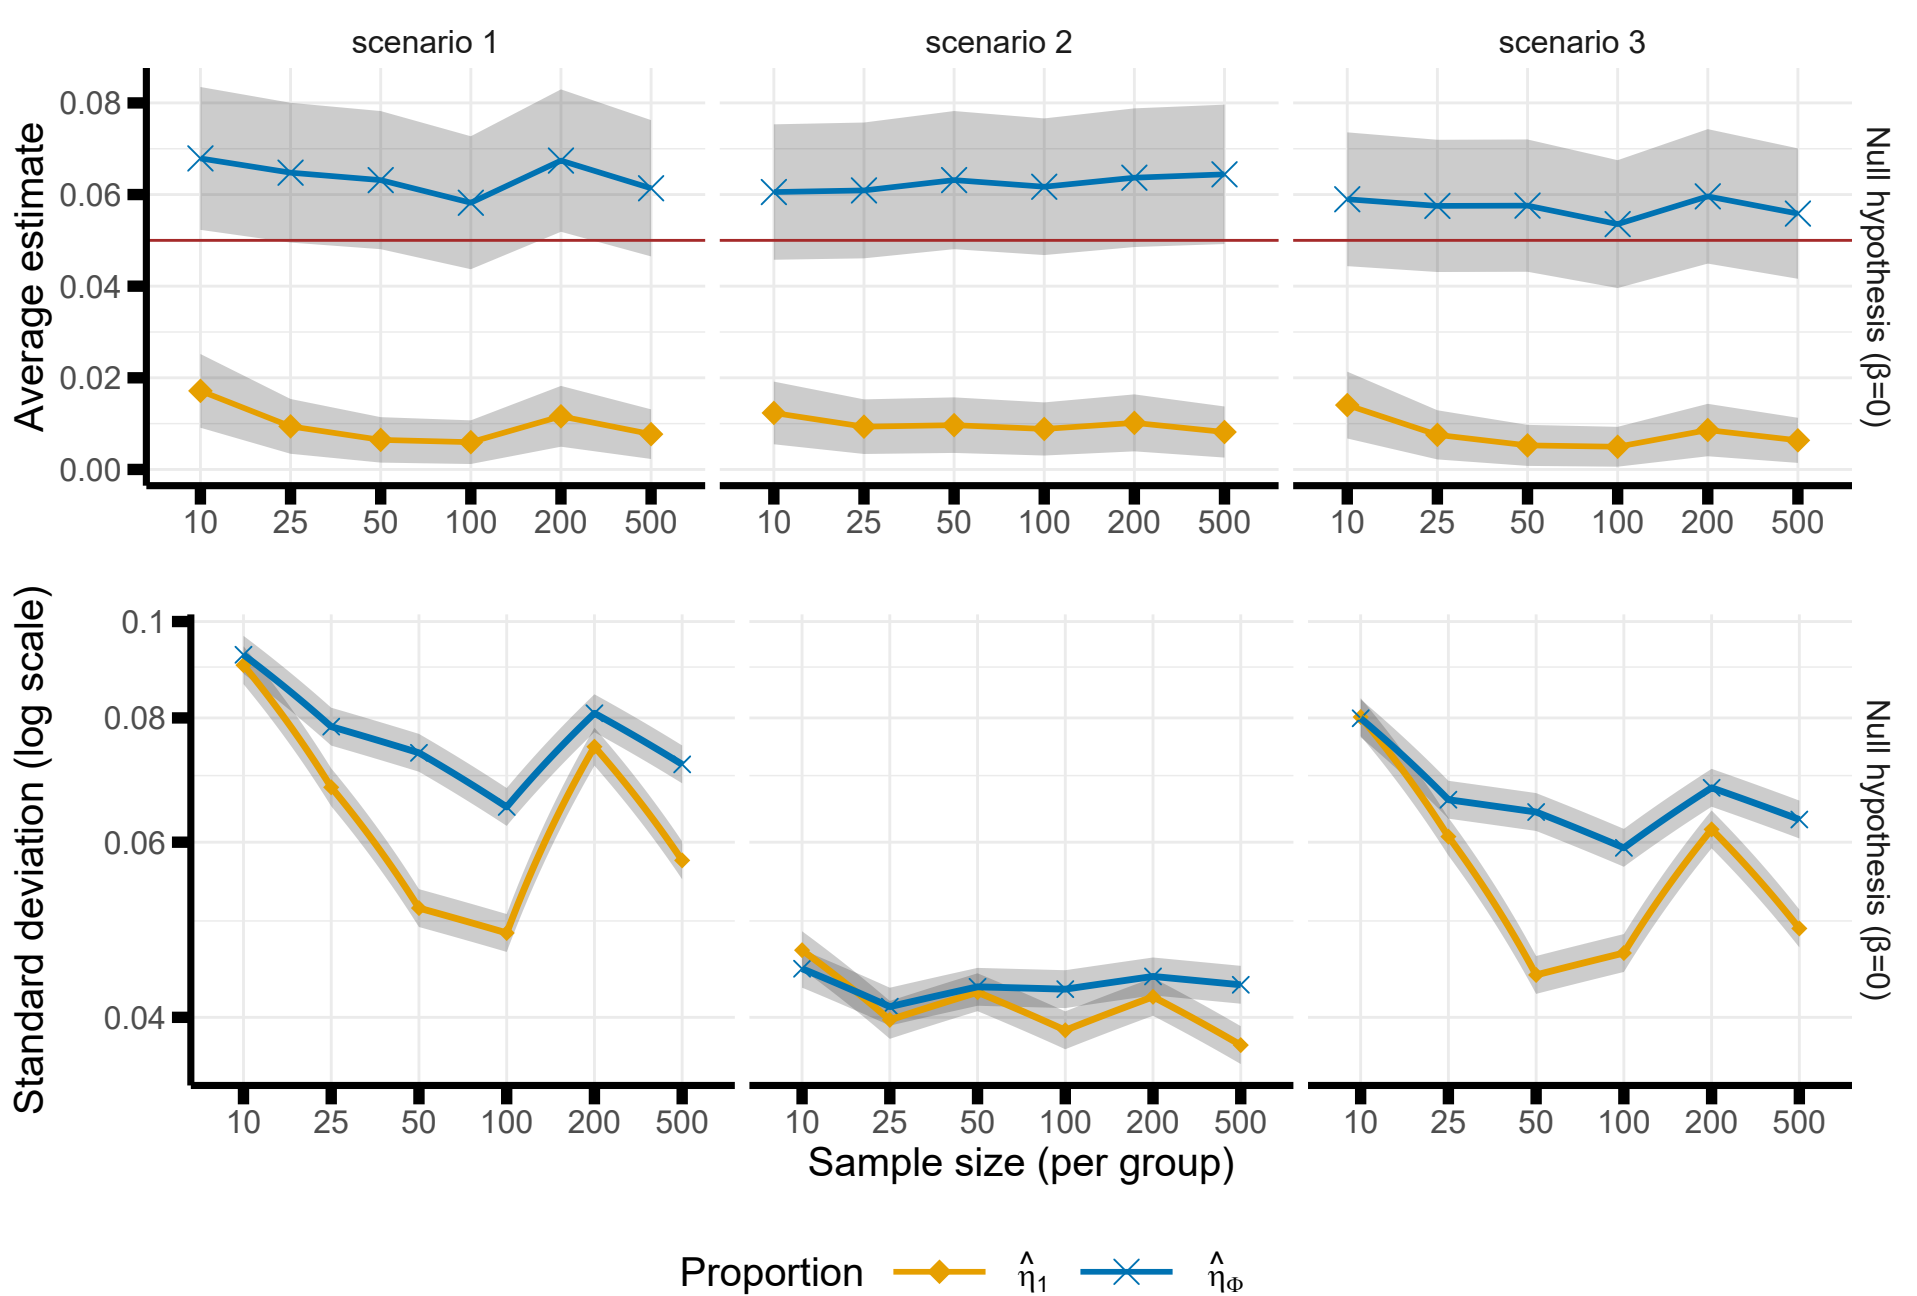 scenario 1 scenario 2 scenario 3
Average estimate
0.08
0.06
0.04
0.02
0.00
10 25 50 100 200 500 10 25 50 100 200 500 10 25 50 100 200 500
Null hypothesis (β=0)
Standard deviation (log scale)
0.1
0.08
0.06
0.04
10 25 50 100 200 500 10 25 50 100 200 500 10 25 50 100 200 500
Null hypothesis (β=0)
Sample size (per group)
Proportion η̂₁ η̂Φ